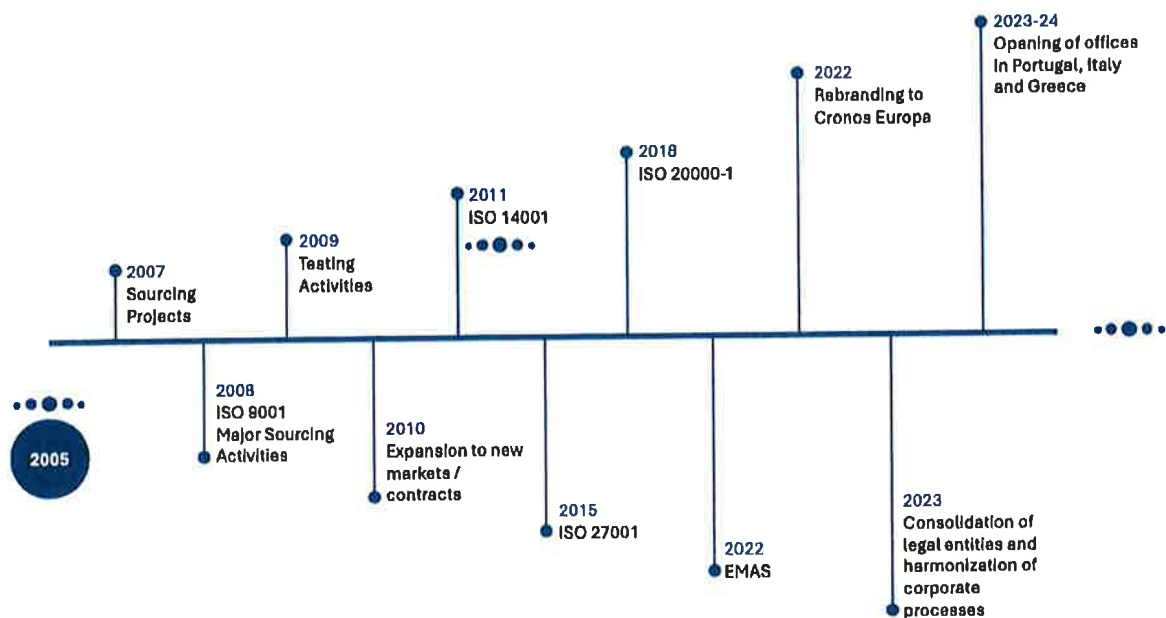 2005
2007
Sourcing
Projects
2008
ISO 9001
Major Sourcing
Activities
2009
Testing
Activities
2010
Expansion to new
markets /
contracts
2011
ISO 14001
2015
ISO 27001
2018
ISO 20000-1
2022
EMAS
2022
Rebranding to
Cronos Europa
2023
Consolidation of
legal entities and
harmonization of
corporate
processes
2023-24
Opening of offices
in Portugal, Italy
and Greece